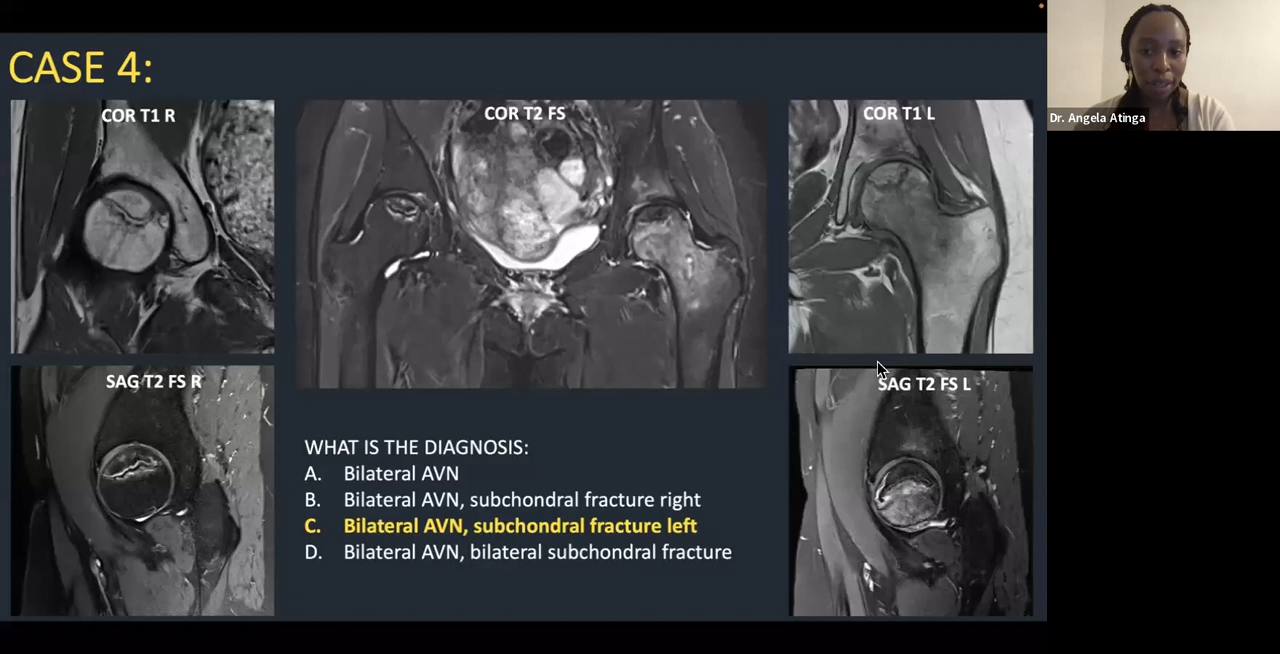 CASE 4:
COR T1 R
COR T2 FS
COR T1 L
Dr. Angela Atinga
SAG T2 FS R
SAG T2 FS L
WHAT IS THE DIAGNOSIS:
A. Bilateral AVN
B. Bilateral AVN, subchondral fracture right
C. Bilateral AVN, subchondral fracture left
D. Bilateral AVN, bilateral subchondral fracture